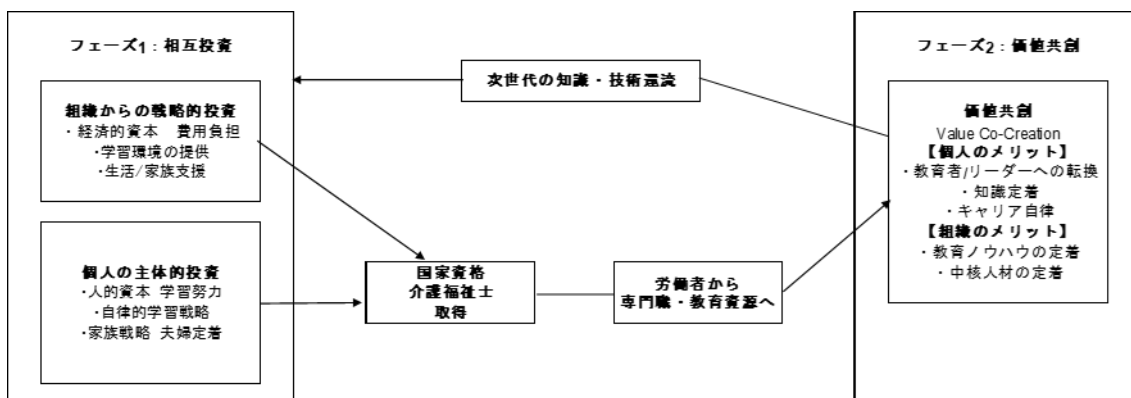 フェーズ1：相互投資
組織からの戦略的投資
・経済的資本　費用負担
・学習環境の提供
・生活/家族支援
個人の主体的投資
・人的資本 学習努力
・自律的学習戦略
・家族戦略 夫婦定着
次世代の知識・技術還流
国家資格
介護福祉士
取得
労働者から
専門職・教育資源へ
フェーズ2：価値共創
価値共創
Value Co-Creation
【個人のメリット】
・教育者/リーダーへの転換
・知識定着
・キャリア自律
【組織のメリット】
・教育ノウハウの定着
・中核人材の定着